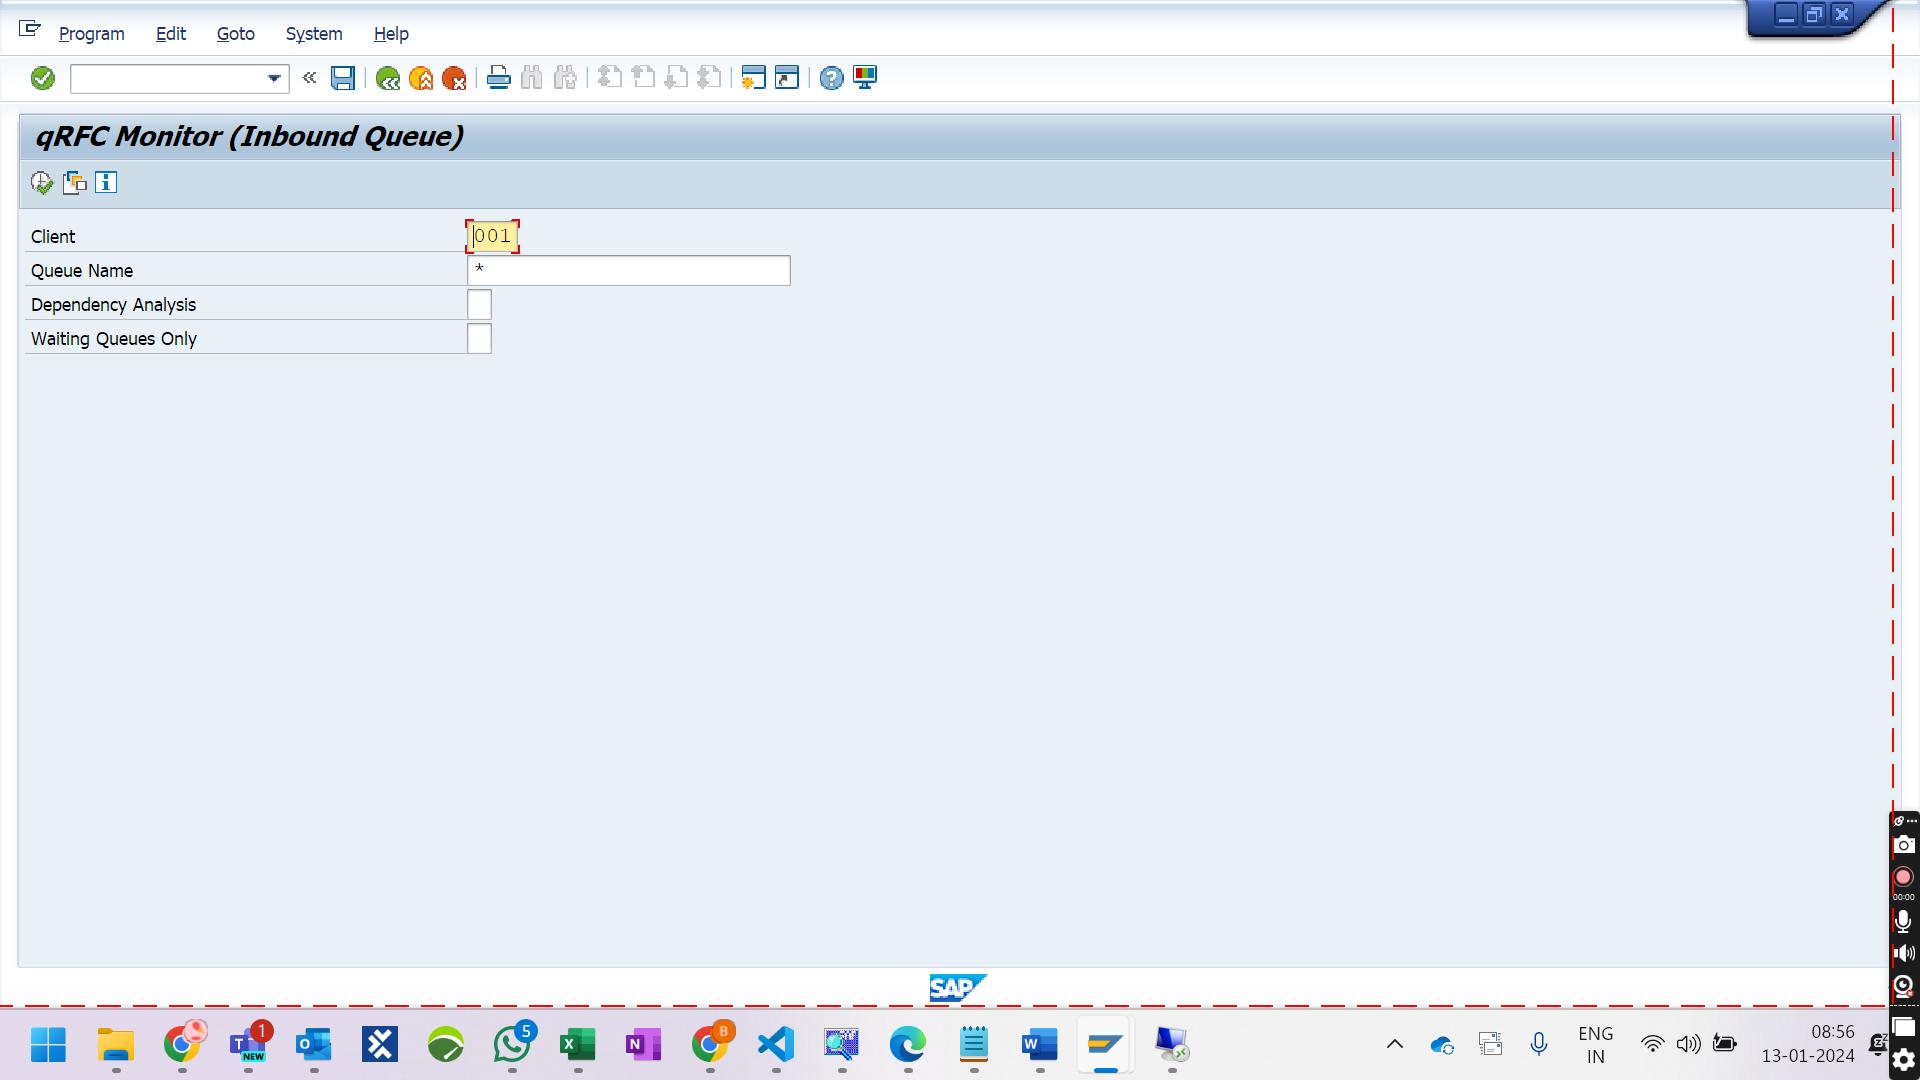 Program Edit Goto System Help
qRFC Monitor (Inbound Queue)
Client 001
Queue Name *
Dependency Analysis
Waiting Queues Only
SAP
00:00
1
NEW
5
B
ENG
IN
08:56
13-01-2024